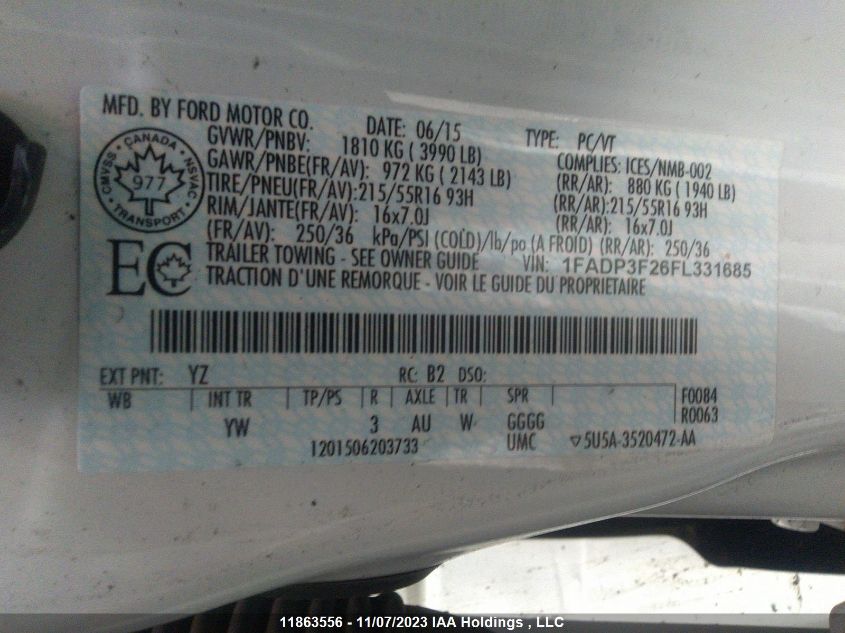 MFD. BY FORD MOTOR CO. DATE: 06/15 TYPE: PC/VT
GVWR/PNBV: 1810 KG ( 3990 LB) COMPLIES: ICES/NMB-002
GAWR/PNBE(FR/AV): 972 KG ( 2143 LB) (RR/AR): 880 KG ( 1940 LB)
TIRE/PNEU(FR/AV): 215/55R16 93H (RR/AR): 215/55R16 93H
RIM/JANTE(FR/AV): 16x7.0J (RR/AR): 16x7.0J
(FR/AV): 250/36 kPa/PSI (COLD)/lb/po (A FROID) (RR/AR): 250/36
TRAILER TOWING - SEE OWNER GUIDE VIN: 1FADP3F26FL331685
TRACTION D'UNE REMORQUE - VOIR LE GUIDE DU PROPRIETAIRE
CANADA
CMVSS 977 NSVAC
TRANSPORT
EC
EXT PNT: YZ RC: B2 DSO:
WB INT TR TP/PS R AXLE TR SPR F0084
YW 3 AU W GGGG R0063
1201506203733 UMC ▽5U5A-3520472-AA
11863556 - 11/07/2023 IAA Holdings , LLC